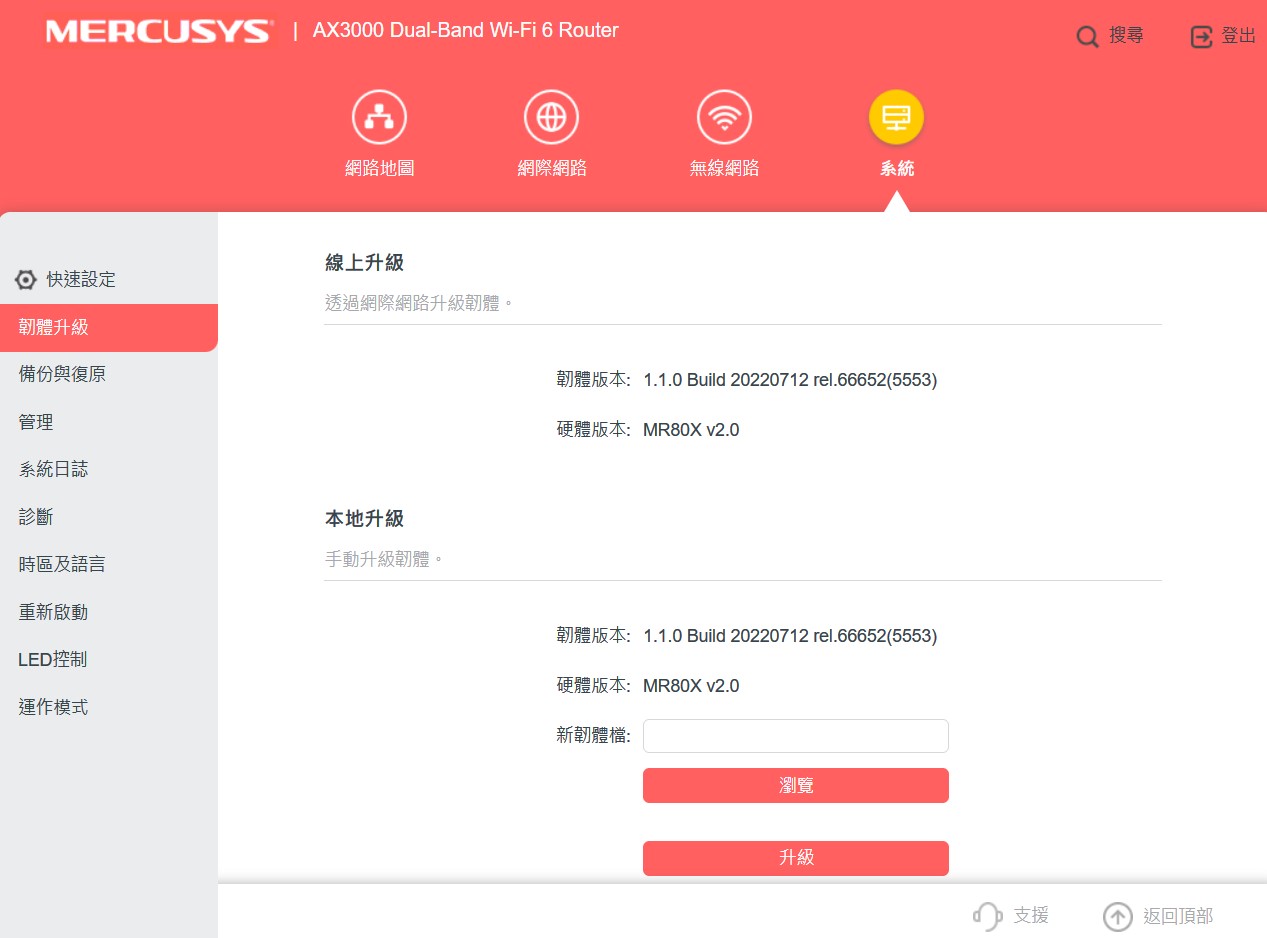 MERCUSYS | AX3000 Dual-Band Wi-Fi 6 Router
搜尋
登出
網路地圖
網際網路
無線網路
系統
快速設定
韌體升級
備份與復原
管理
系統日誌
診斷
時區及語言
重新啟動
LED控制
運作模式
線上升級
透過網際網路升級韌體。
韌體版本: 1.1.0 Build 20220712 rel.66652(5553)
硬體版本: MR80X v2.0
本地升級
手動升級韌體。
韌體版本: 1.1.0 Build 20220712 rel.66652(5553)
硬體版本: MR80X v2.0
新韌體檔:
瀏覽
升級
支援
返回頂部